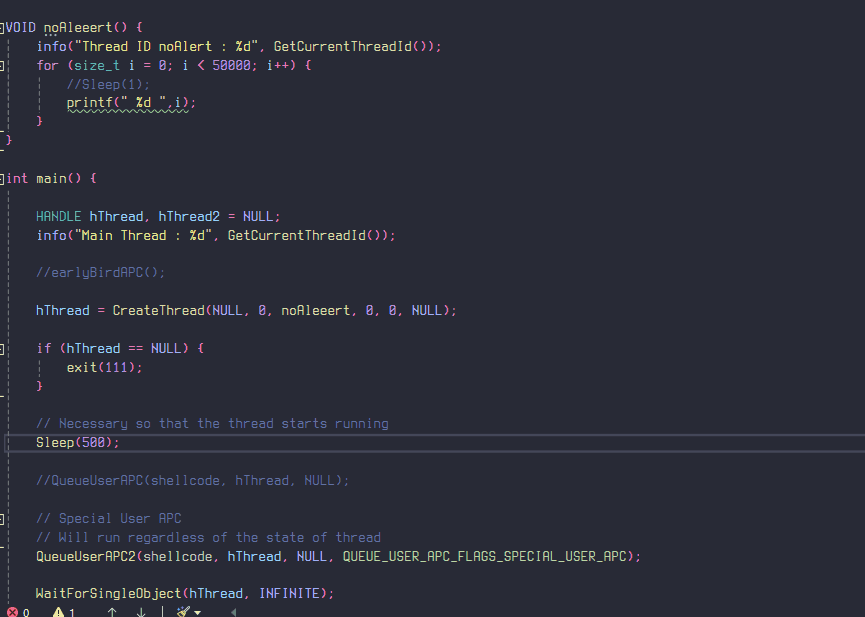 VOID noAleeert() {
    info("Thread ID noAlert : %d", GetCurrentThreadId());
    for (size_t i = 0; i < 50000; i++) {
        //Sleep(1);
        printf(" %d ",i);
    }
}
int main() {
    HANDLE hThread, hThread2 = NULL;
    info("Main Thread : %d", GetCurrentThreadId());
    //earlyBirdAPC();
    hThread = CreateThread(NULL, 0, noAleeert, 0, 0, NULL);
    if (hThread == NULL) {
        exit(111);
    }
    // Necessary so that the thread starts running
    Sleep(500);
    //QueueUserAPC(shellcode, hThread, NULL);
    // Special User APC
    // Will run regardless of the state of thread
    QueueUserAPC2(shellcode, hThread, NULL, QUEUE_USER_APC_FLAGS_SPECIAL_USER_APC);
    WaitForSingleObject(hThread, INFINITE);
0 1